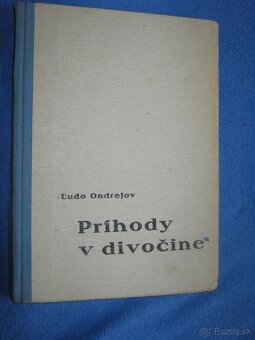 Ľudo Ondrejov
Príhody
v divočine
Bazos.sk